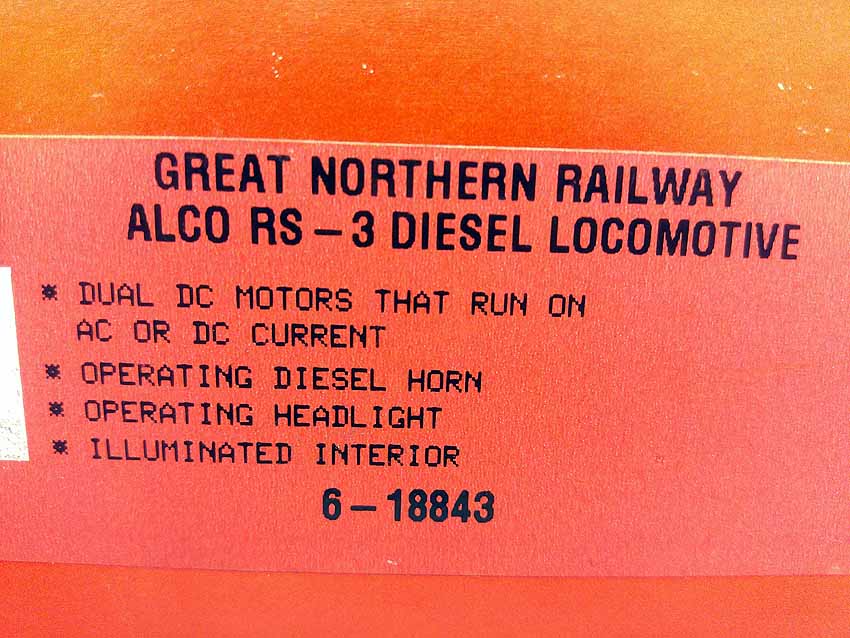 GREAT NORTHERN RAILWAY
ALCO RS-3 DIESEL LOCOMOTIVE
* DUAL DC MOTORS THAT RUN ON
AC OR DC CURRENT
* OPERATING DIESEL HORN
* OPERATING HEADLIGHT
* ILLUMINATED INTERIOR
6-18843